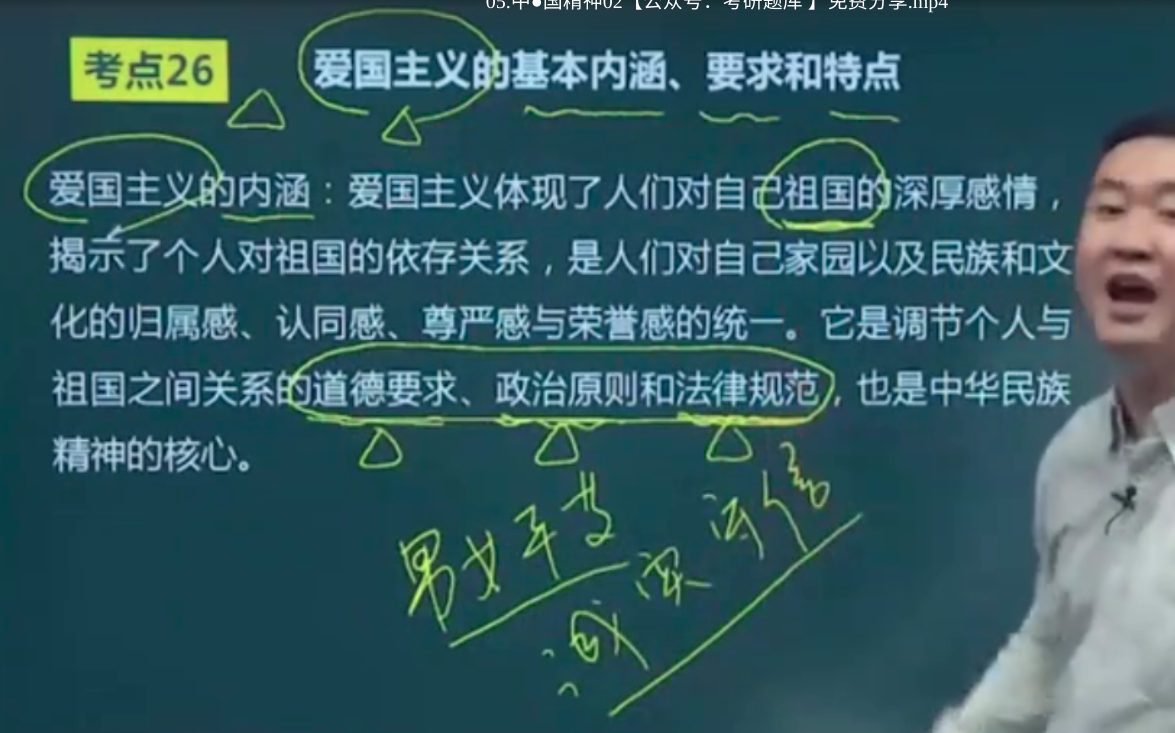 05.中●国精神02【公众号：考研题库 】免费分享.mp4
考点26 爱国主义的基本内涵、要求和特点
爱国主义的内涵：爱国主义体现了人们对自己祖国的深厚感情，
揭示了个人对祖国的依存关系，是人们对自己家园以及民族和文
化的归属感、认同感、尊严感与荣誉感的统一。它是调节个人与
祖国之间关系的道德要求、政治原则和法律规范，也是中华民族
精神的核心。
男女平等
诚实守信